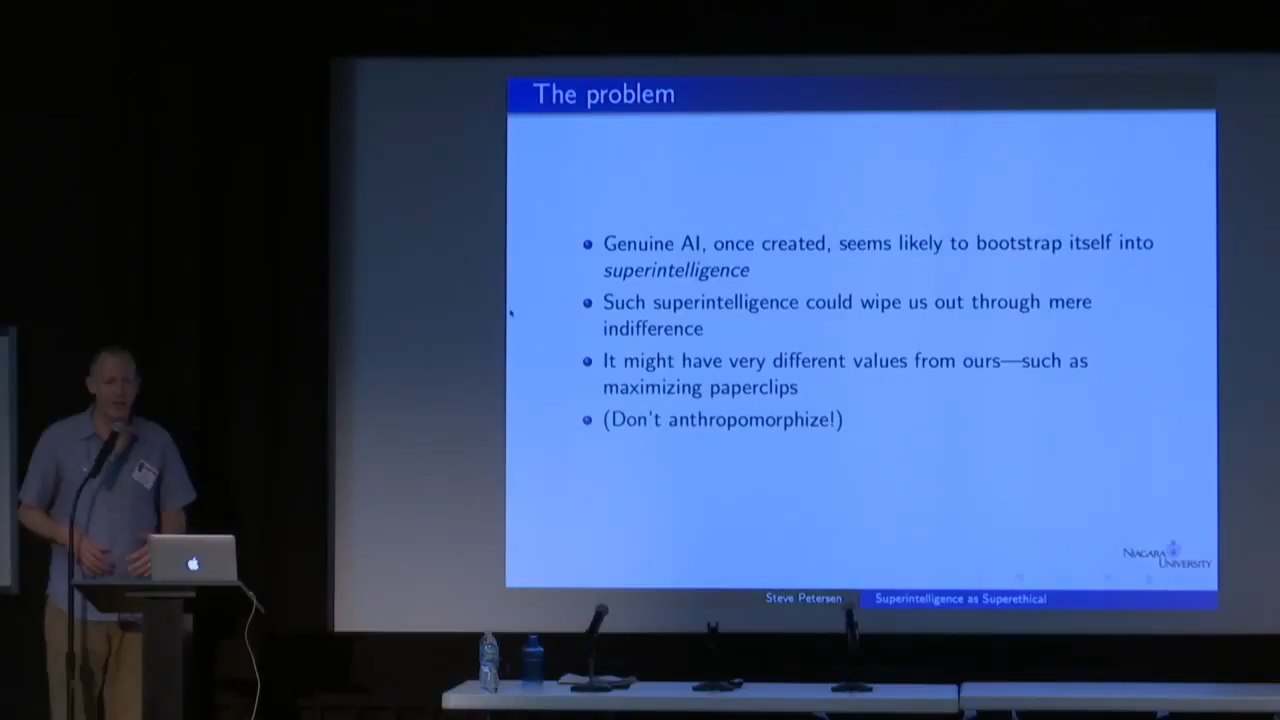 The problem
Genuine AI, once created, seems likely to bootstrap itself into
superintelligence
Such superintelligence could wipe us out through mere
indifference
It might have very different values from ours—such as
maximizing paperclips
(Don't anthropomorphize!)
NIAGARA
UNIVERSITY
Steve Petersen
Superintelligence as Superethical